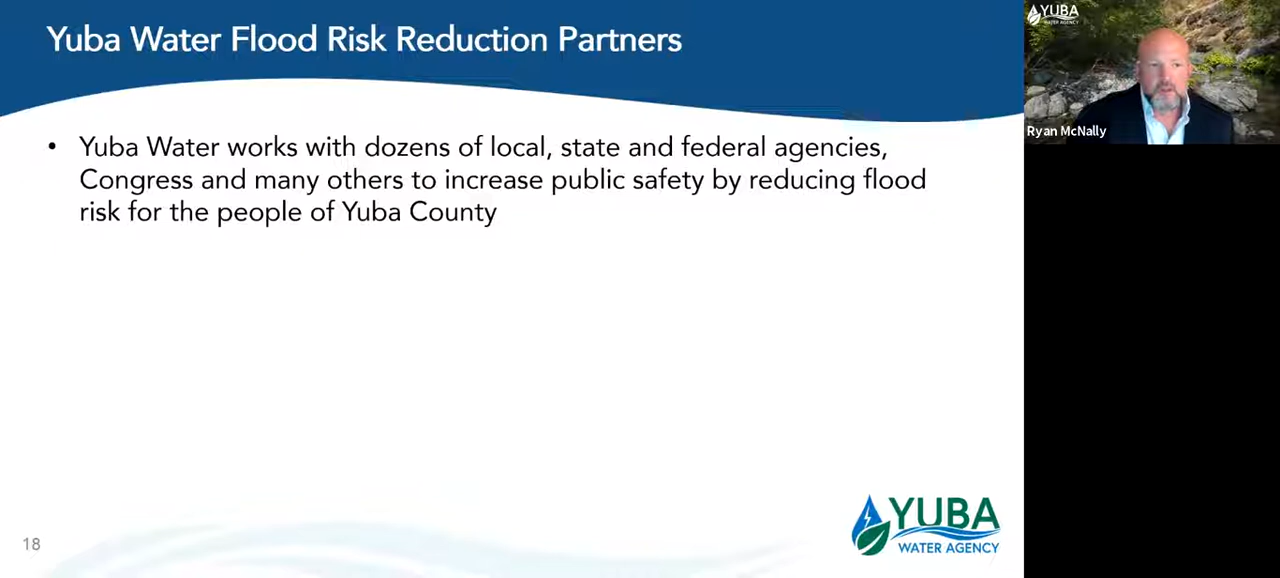 Yuba Water Flood Risk Reduction Partners
• Yuba Water works with dozens of local, state and federal agencies,
Congress and many others to increase public safety by reducing flood
risk for the people of Yuba County
18
YUBA
WATER AGENCY
YUBA
WATER AGENCY
Ryan McNally